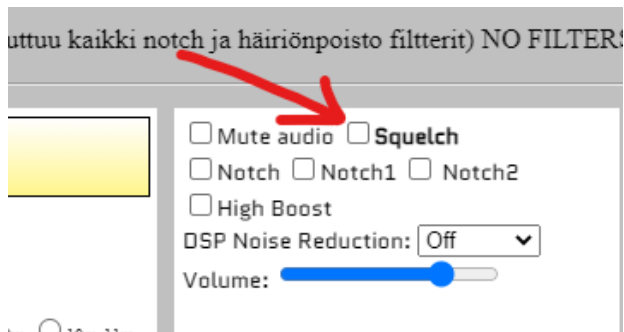 uttuu kaikki notch ja häiriönpoisto filtterit) NO FILTERS
Mute audio Squelch
Notch Notch1 Notch2
High Boost
DSP Noise Reduction: Off
Volume: